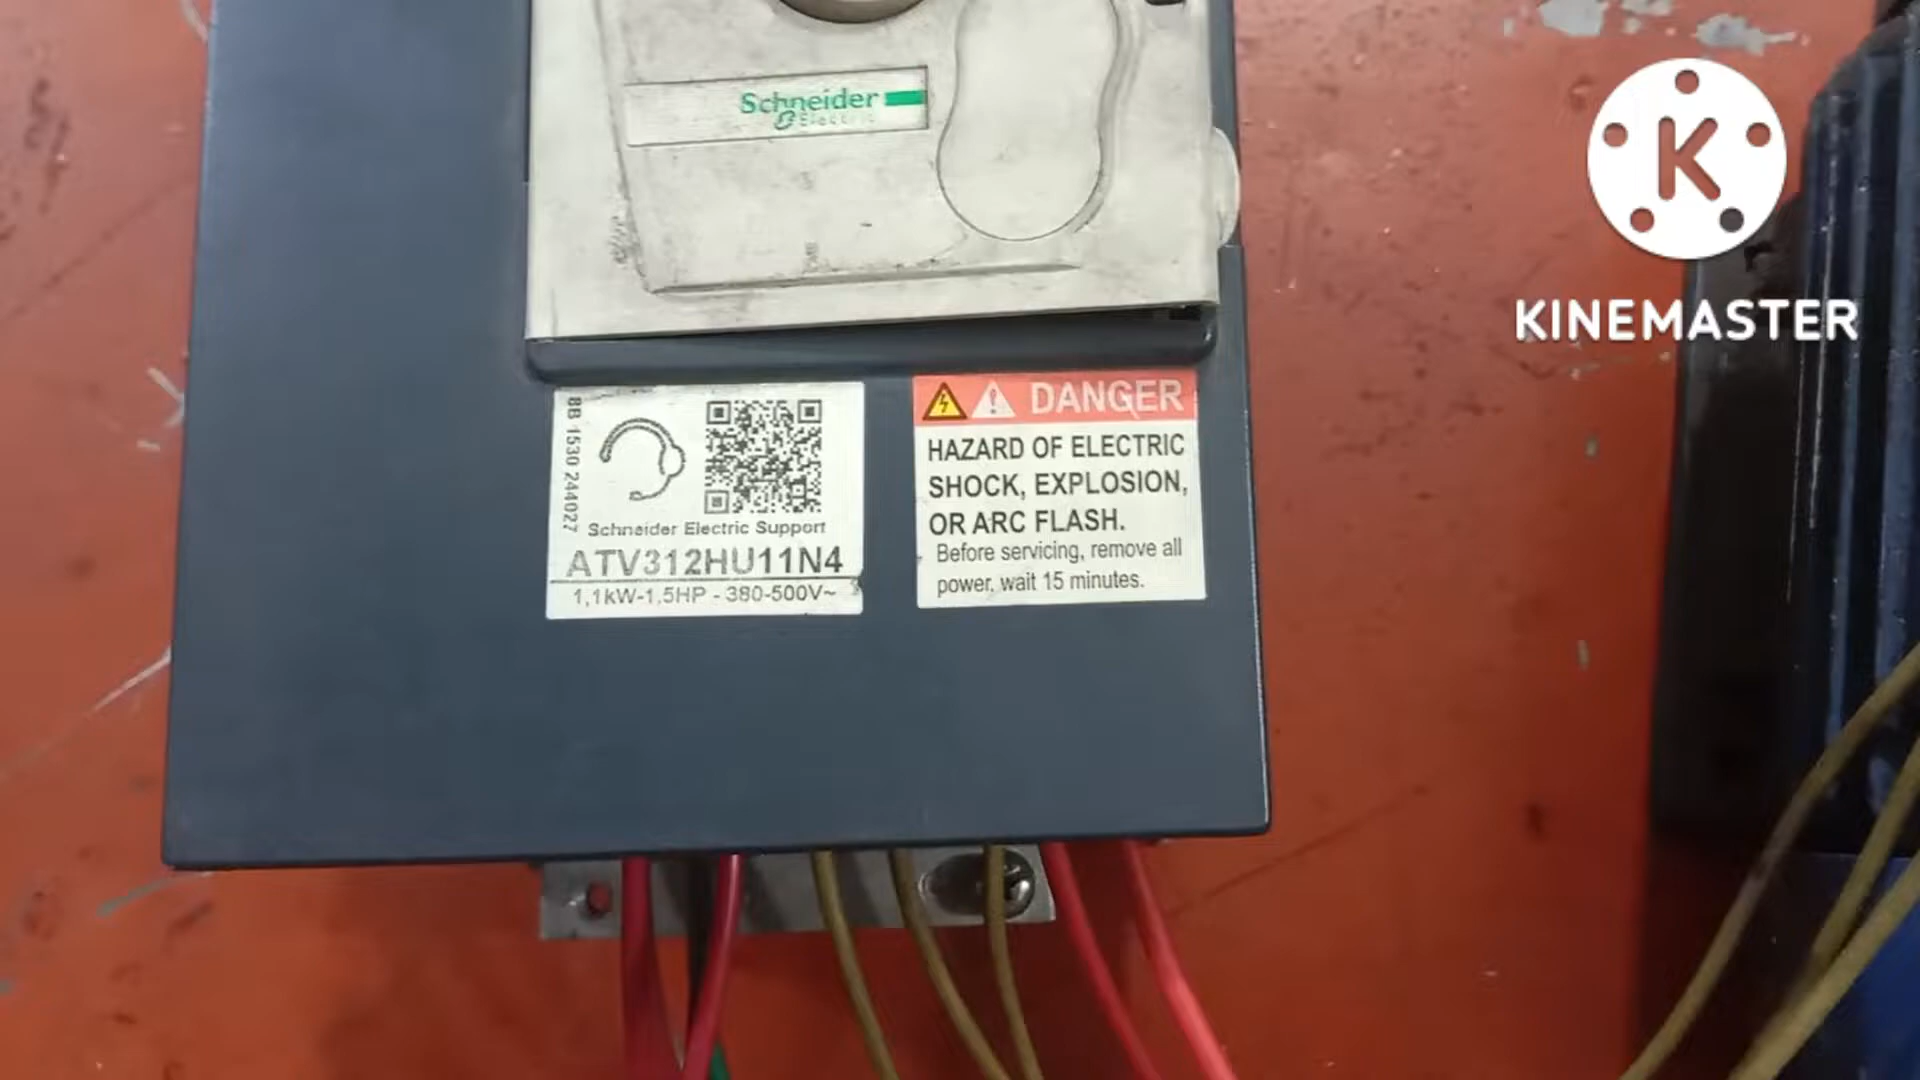 Schneider
Electric
K
KINEMASTER
8B 1530 244027
Schneider Electric Support
ATV312HU11N4
1,1kW-1,5HP - 380-500V~
DANGER
HAZARD OF ELECTRIC
SHOCK, EXPLOSION,
OR ARC FLASH.
Before servicing, remove all
power, wait 15 minutes.